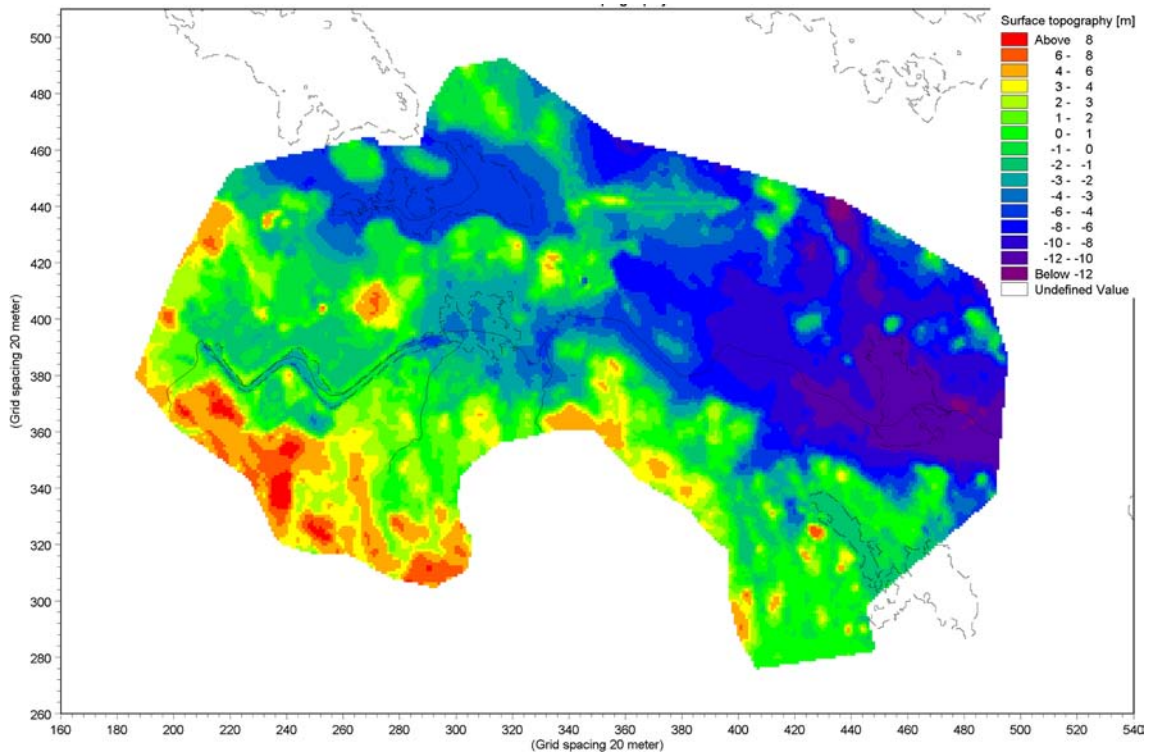 Surface topography [m]
Above 8
6 - 8
4 - 6
3 - 4
2 - 3
1 - 2
0 - 1
-1 - 0
-2 - -1
-3 - -2
-4 - -3
-6 - -4
-8 - -6
-10 - -8
-12 - -10
Below -12
Undefined Value
(Grid spacing 20 meter)
510
500
480
460
440
420
400
380
360
340
320
300
280
260
160 180 200 220 240 260 280 300 320 340 360 380 400 420 440 460 480 500 520 540
(Grid spacing 20 meter)